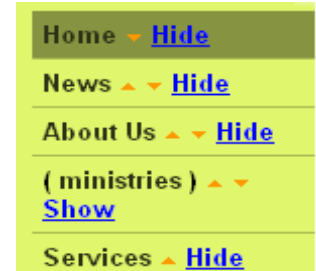 Home Hide
News Hide
About Us Hide
( ministries )
Show
Services Hide